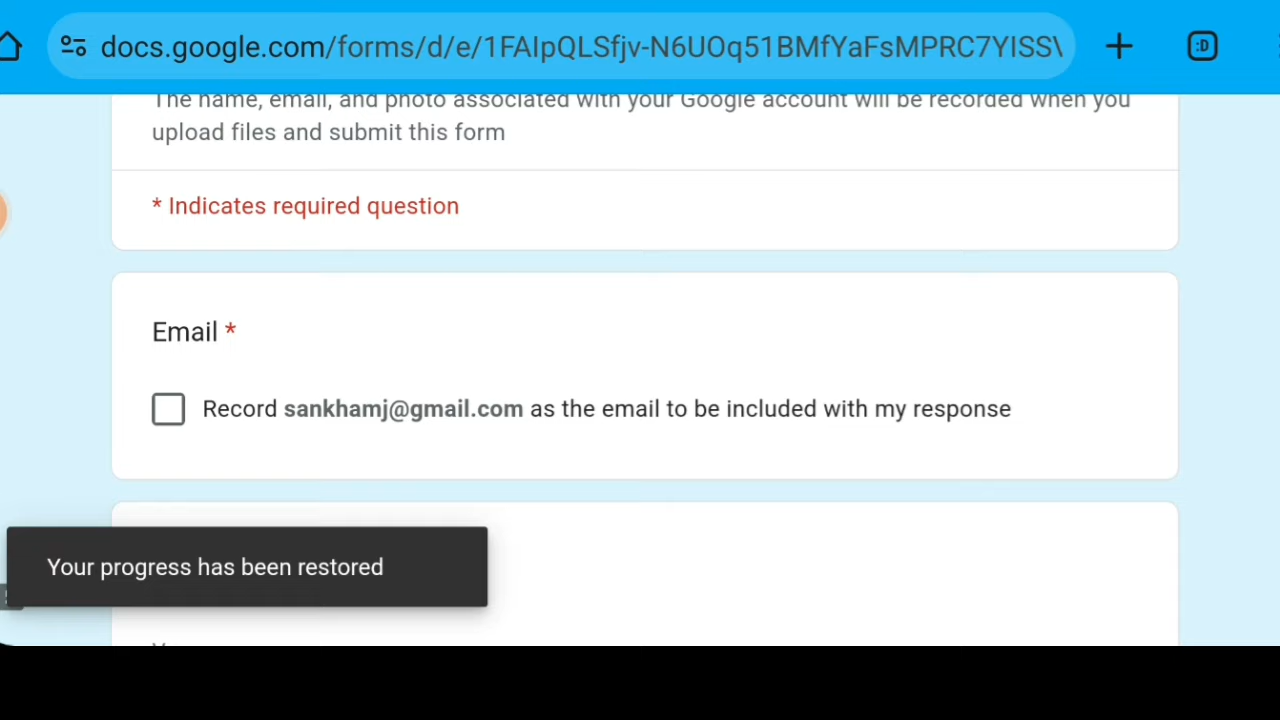 docs.google.com/forms/d/e/1FAIpQLSfjv-N6UOq51BMfYaFsMPRC7YISS
:D
The name, email, and photo associated with your Google account will be recorded when you
upload files and submit this form
* Indicates required question
Email *
Record sankhamj@gmail.com as the email to be included with my response
Your progress has been restored